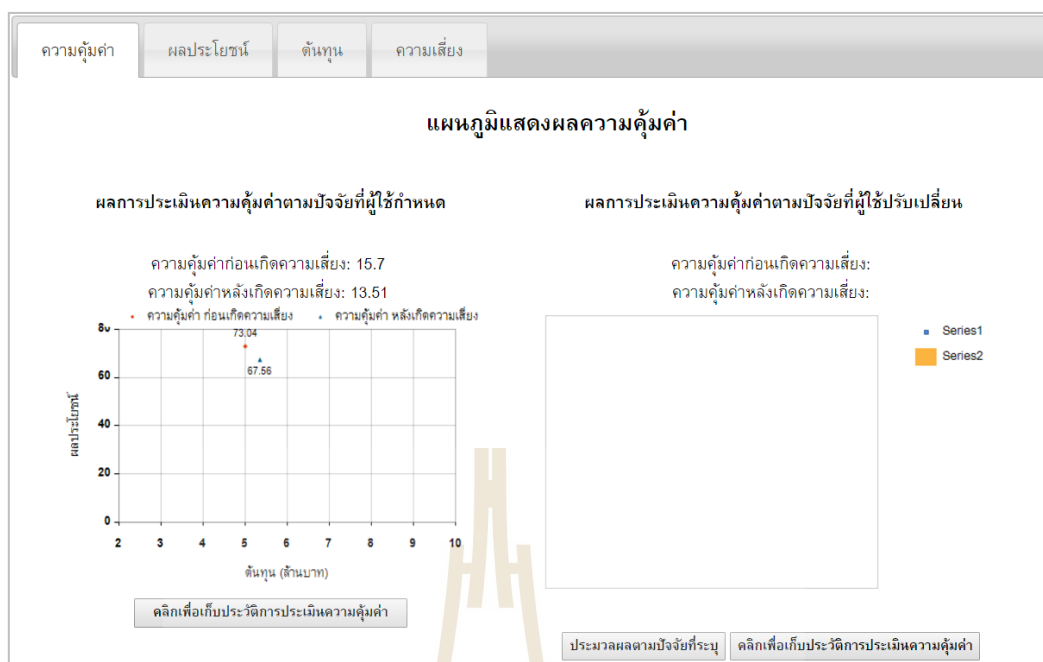 ความคุ้มค่า ผลประโยชน์ ต้นทุน ความเสี่ยง
แผนภูมิแสดงผลความคุ้มค่า
ผลการประเมินความคุ้มค่าตามปัจจัยที่ผู้ใช้กำหนด
ความคุ้มค่าก่อนเกิดความเสี่ยง: 15.7
ความคุ้มค่าหลังเกิดความเสี่ยง: 13.51
ความคุ้มค่า ก่อนเกิดความเสี่ยง ความคุ้มค่า หลังเกิดความเสี่ยง
80
73.04
67.56
60
40
20
0
ผลประโยชน์
2 3 4 5 6 7 8 9 10
ต้นทุน (ล้านบาท)
คลิกเพื่อเก็บประวัติการประเมินความคุ้มค่า
ผลการประเมินความคุ้มค่าตามปัจจัยที่ผู้ใช้ปรับเปลี่ยน
ความคุ้มค่าก่อนเกิดความเสี่ยง:
ความคุ้มค่าหลังเกิดความเสี่ยง:
Series1
Series2
ประมวลผลตามปัจจัยที่ระบุ คลิกเพื่อเก็บประวัติการประเมินความคุ้มค่า